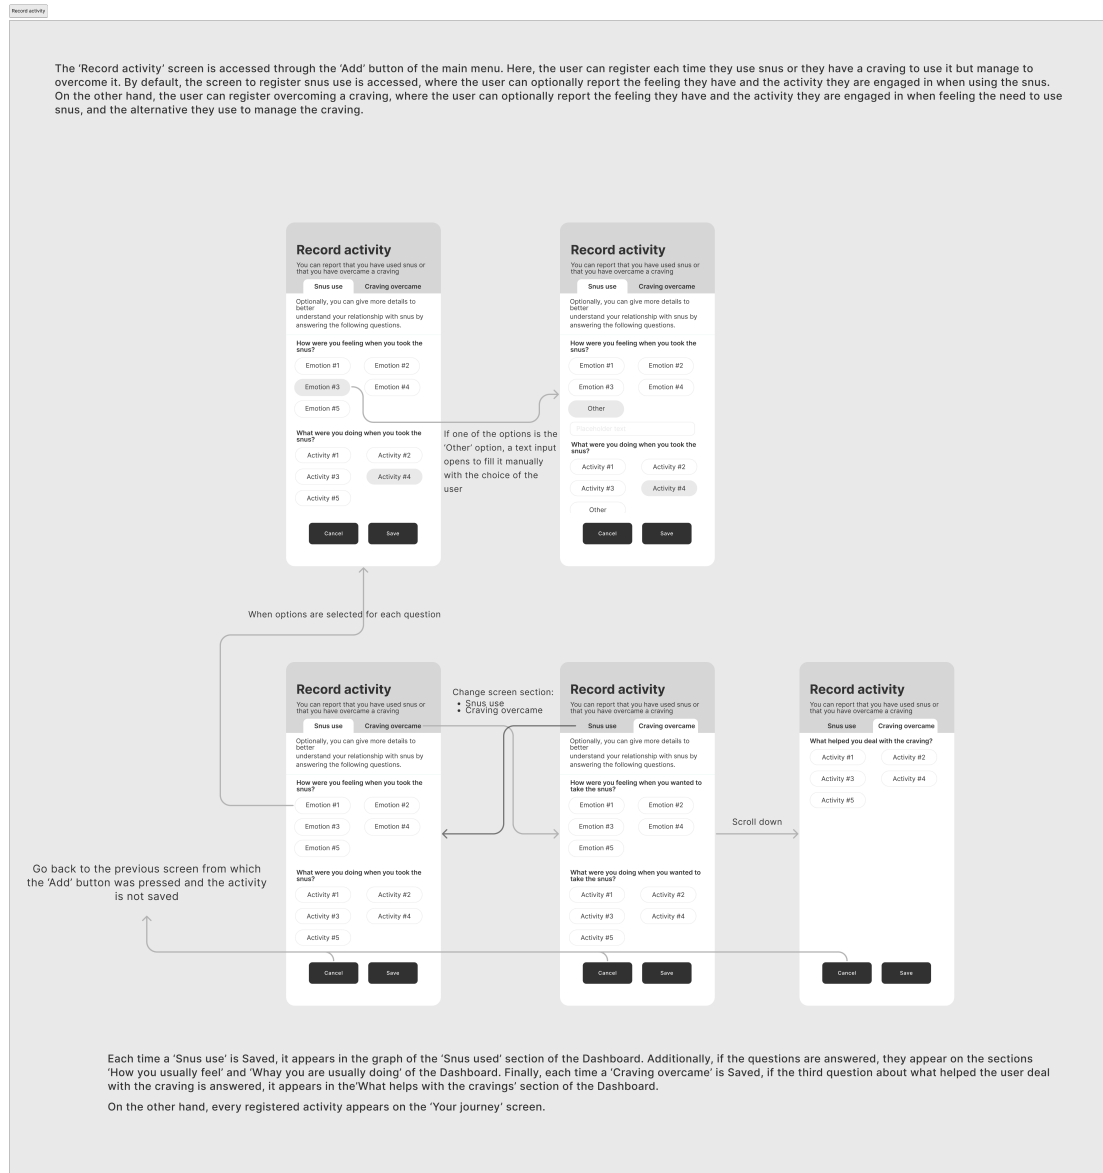 Record activity
The ‘Record activity’ screen is accessed through the ‘Add’ button of the main menu. Here, the user can register each time they use snus or they have a craving to use it but manage to
overcome it. By default, the screen to register snus use is accessed, where the user can optionally report the feeling they have and the activity they are engaged in when using the snus.
On the other hand, the user can register overcoming a craving, where the user can optionally report the feeling they have and the activity they are engaged in when feeling the need to use
snus, and the alternative they use to manage the craving.
Record activity
You can report that you have used snus or
that you have overcame a craving
Snus use
Craving overcame
Optionally, you can give more details to
better
understand your relationship with snus by
answering the following questions.
How were you feeling when you took the
snus?
Emotion #1
Emotion #2
Emotion #3
Emotion #4
Emotion #5
What were you doing when you took the
snus?
Activity #1
Activity #2
Activity #3
Activity #4
Activity #5
Cancel
Save
If one of the options is the
‘Other’ option, a text input
opens to fill it manually
with the choice of the
user
Record activity
You can report that you have used snus or
that you have overcame a craving
Snus use
Craving overcame
Optionally, you can give more details to
better
understand your relationship with snus by
answering the following questions.
How were you feeling when you took the
snus?
Emotion #1
Emotion #2
Emotion #3
Emotion #4
Other
Placeholder text
What were you doing when you took the
snus?
Activity #1
Activity #2
Activity #3
Activity #4
Other
Cancel
Save
When options are selected for each question
Record activity
You can report that you have used snus or
that you have overcame a craving
Snus use
Craving overcame
Optionally, you can give more details to
better
understand your relationship with snus by
answering the following questions.
How were you feeling when you took the
snus?
Emotion #1
Emotion #2
Emotion #3
Emotion #4
Emotion #5
What were you doing when you took the
snus?
Activity #1
Activity #2
Activity #3
Activity #4
Activity #5
Cancel
Save
Change screen section:
• Snus use
• Craving overcame
Record activity
You can report that you have used snus or
that you have overcame a craving
Snus use
Craving overcame
Optionally, you can give more details to
better
understand your relationship with snus by
answering the following questions.
How were you feeling when you wanted to
take the snus?
Emotion #1
Emotion #2
Emotion #3
Emotion #4
Emotion #5
What were you doing when you wanted to
take the snus?
Activity #1
Activity #2
Activity #3
Activity #4
Activity #5
Cancel
Save
Scroll down
Record activity
You can report that you have used snus or
that you have overcame a craving
Snus use
Craving overcame
What helped you deal with the craving?
Activity #1
Activity #2
Activity #3
Activity #4
Activity #5
Cancel
Save
Go back to the previous screen from which
the ‘Add’ button was pressed and the activity
is not saved
Each time a ‘Snus use’ is Saved, it appears in the graph of the ‘Snus used’ section of the Dashboard. Additionally, if the questions are answered, they appear on the sections
‘How you usually feel’ and ‘Whay you are usually doing’ of the Dashboard. Finally, each time a ‘Craving overcame’ is Saved, if the third question about what helped the user deal
with the craving is answered, it appears in the‘What helps with the cravings’ section of the Dashboard.
On the other hand, every registered activity appears on the ‘Your journey’ screen.